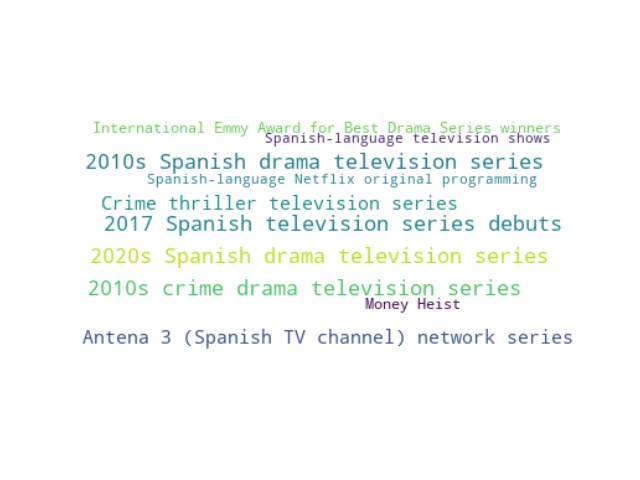 International Emmy Award for Best Drama Series winners
Spanish-language television shows
2010s Spanish drama television series
Spanish-language Netflix original programming
Crime thriller television series
2017 Spanish television series debuts
2020s Spanish drama television series
2010s crime drama television series
Money Heist
Antena 3 (Spanish TV channel) network series